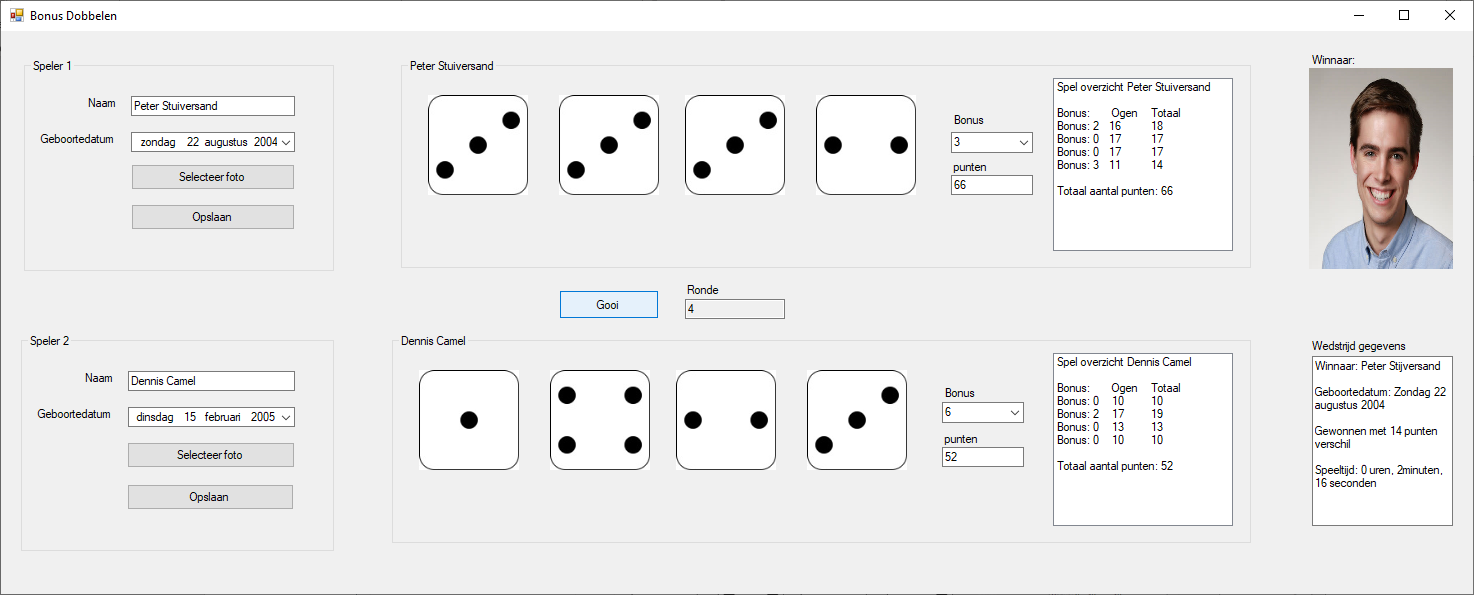 Bonus Dobbelen
Speler 1
Naam
Peter Stuiversand
Geboortedatum
zondag 22 augustus 2004
Selecteer foto
Opslaan
Peter Stuiversand
Bonus
3
punten
66
Spel overzicht Peter Stuiversand
Bonus: Ogen Totaal
Bonus: 2 16 18
Bonus: 0 17 17
Bonus: 0 17 17
Bonus: 3 11 14
Totaal aantal punten: 66
Winnaar:
Gooi
Ronde
4
Speler 2
Naam
Dennis Camel
Geboortedatum
dinsdag 15 februari 2005
Selecteer foto
Opslaan
Dennis Camel
Bonus
6
punten
52
Spel overzicht Dennis Camel
Bonus: Ogen Totaal
Bonus: 0 10 10
Bonus: 2 17 19
Bonus: 0 13 13
Bonus: 0 10 10
Totaal aantal punten: 52
Wedstrijd gegevens
Winnaar: Peter Stijversand
Geboortedatum: Zondag 22
augustus 2004
Gewonnen met 14 punten
verschil
Speeltijd: 0 uren, 2minuten,
16 seconden